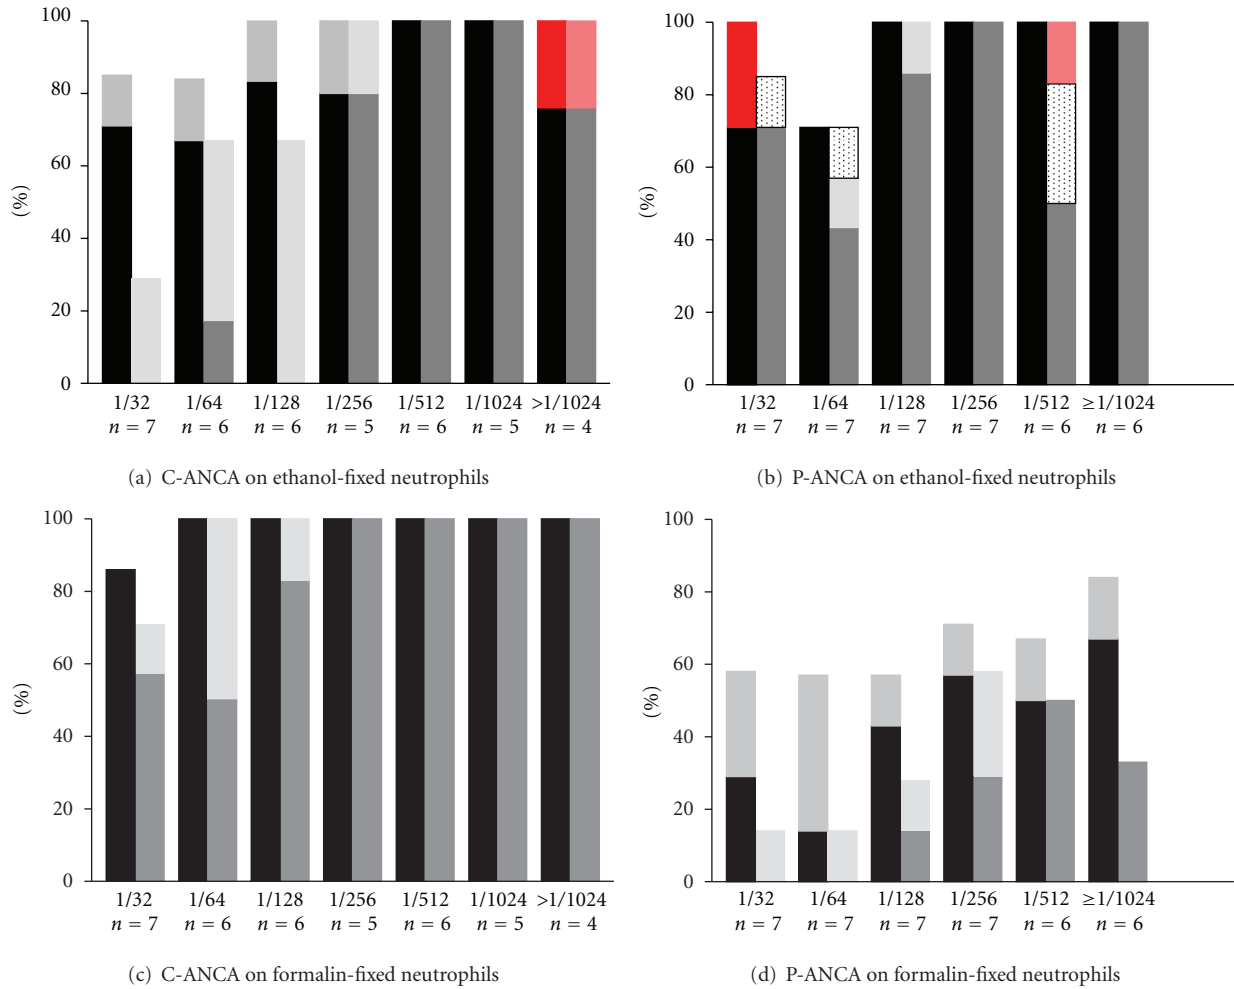 100
80
60
40
20
0
(%)
1/32 1/64 1/128 1/256 1/512 1/1024 >1/1024
n = 7 n = 6 n = 6 n = 5 n = 6 n = 5 n = 4
(a) C-ANCA on ethanol-fixed neutrophils
100
80
60
40
20
0
(%)
1/32 1/64 1/128 1/256 1/512 ≥1/1024
n = 7 n = 7 n = 7 n = 7 n = 6 n = 6
(b) P-ANCA on ethanol-fixed neutrophils
100
80
60
40
20
0
(%)
1/32 1/64 1/128 1/256 1/512 1/1024 >1/1024
n = 7 n = 6 n = 6 n = 5 n = 6 n = 5 n = 4
(c) C-ANCA on formalin-fixed neutrophils
100
80
60
40
20
0
(%)
1/32 1/64 1/128 1/256 1/512 ≥1/1024
n = 7 n = 7 n = 7 n = 7 n = 6 n = 6
(d) P-ANCA on formalin-fixed neutrophils